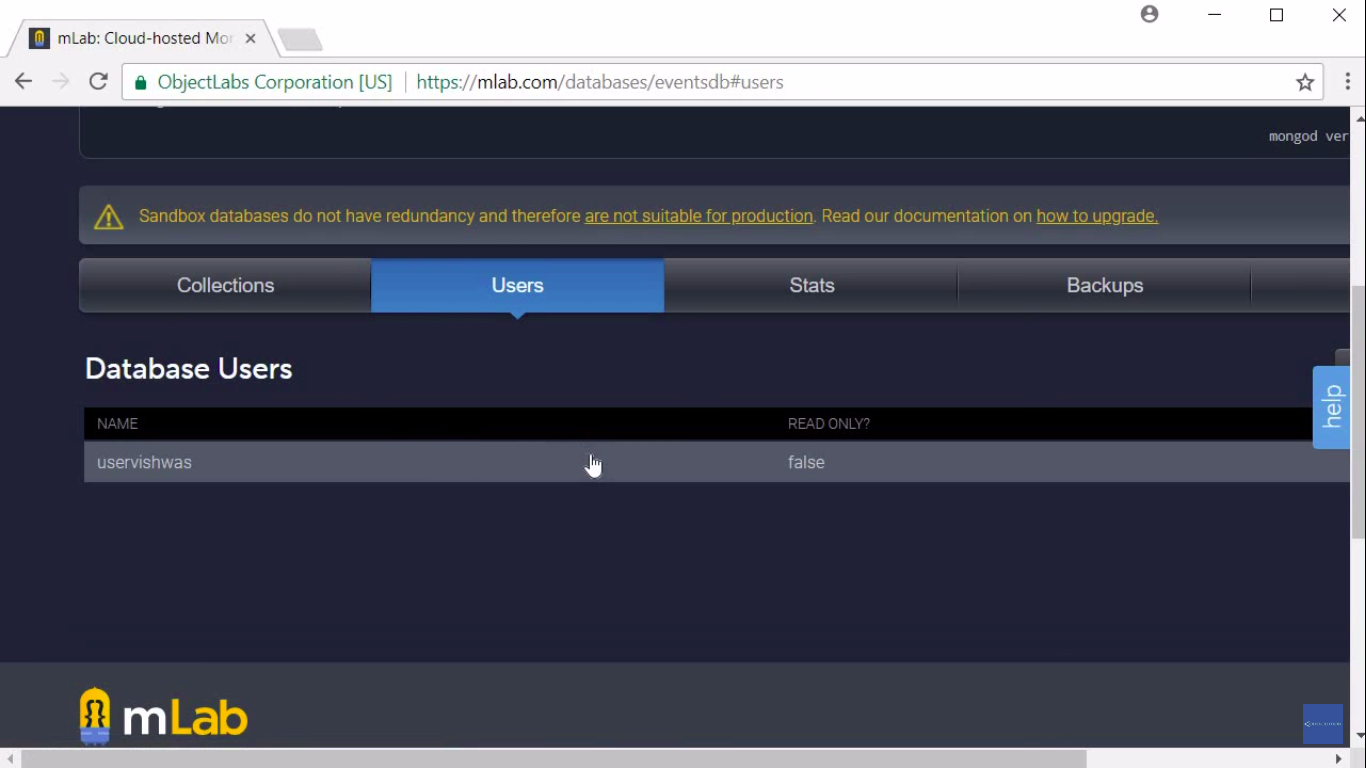 mLab: Cloud-hosted Mon
ObjectLabs Corporation [US]
https://mlab.com/databases/eventsdb#users
mongod ver
Sandbox databases do not have redundancy and therefore are not suitable for production. Read our documentation on how to upgrade.
Collections
Users
Stats
Backups
Database Users
help
NAME
READ ONLY?
uservishwas
false
mLab